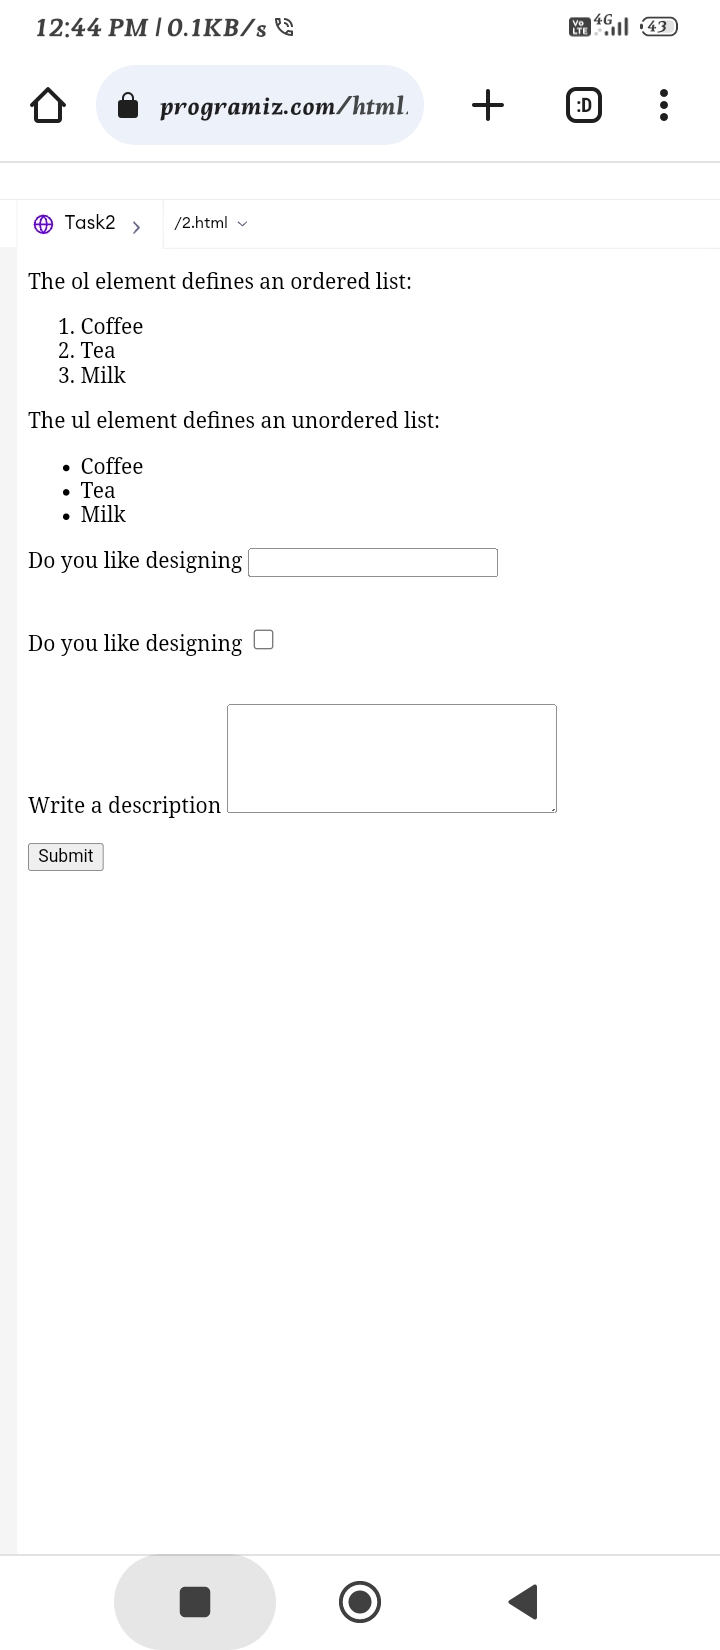 12:44 PM | 0.1KB/s
Vo LTE 4G 43
programiz.com/html.
:D
Task2
/2.html
The ol element defines an ordered list:
1. Coffee
2. Tea
3. Milk
The ul element defines an unordered list:
• Coffee
• Tea
• Milk
Do you like designing
Do you like designing
Write a description
Submit